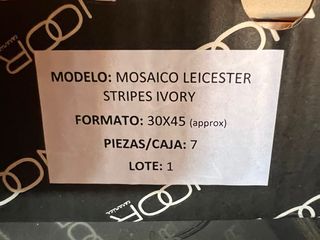 MODELO: MOSAICO LEICESTER
STRIPES IVORY
FORMATO: 30X45 (approx)
PIEZAS/CAJA: 7
LOTE: 1